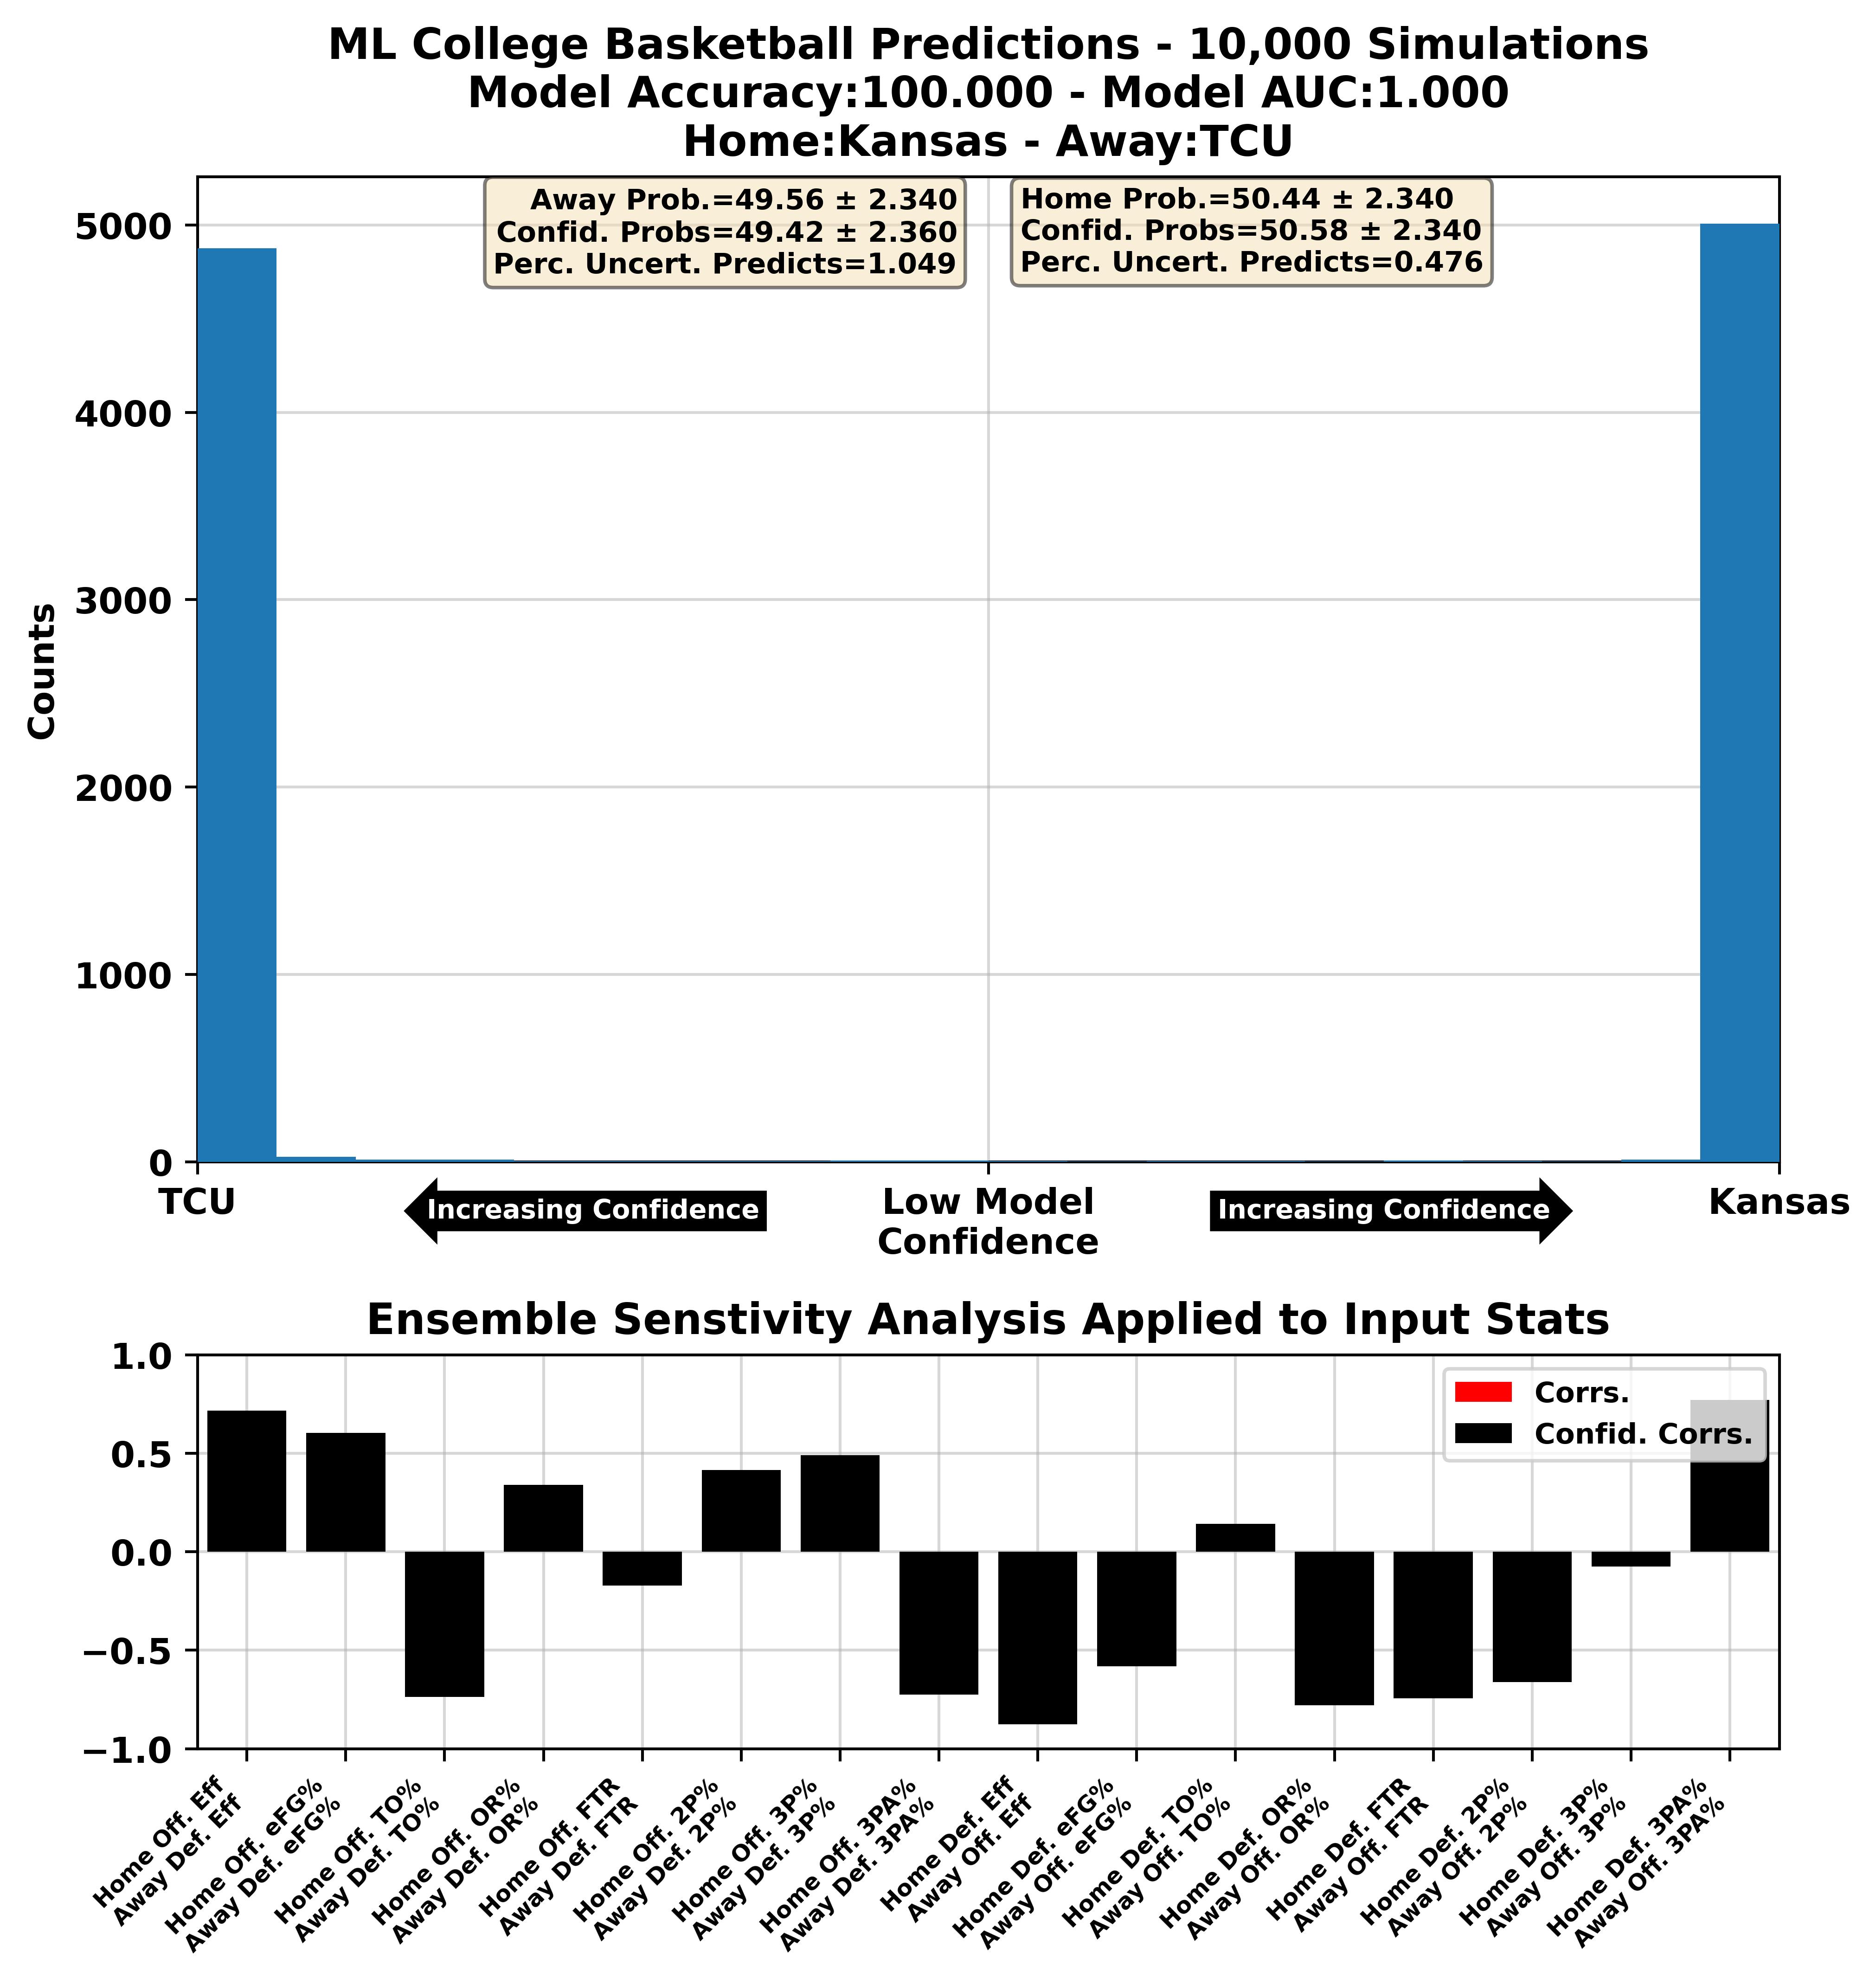 ML College Basketball Predictions - 10,000 Simulations
Model Accuracy:100.000 - Model AUC:1.000
Home:Kansas - Away:TCU
Away Prob.=49.56 ± 2.340
Confid. Probs=49.42 ± 2.360
Perc. Uncert. Predicts=1.049
Home Prob.=50.44 ± 2.340
Confid. Probs=50.58 ± 2.340
Perc. Uncert. Predicts=0.476
Counts
5000
4000
3000
2000
1000
0
TCU
Increasing Confidence
Low Model
Confidence
Increasing Confidence
Kansas
Ensemble Senstivity Analysis Applied to Input Stats
Corrs.
Confid. Corrs.
1.0
0.5
0.0
−0.5
−1.0
Home Off. Eff
Away Def. Eff
Home Off. eFG%
Away Def. eFG%
Home Off. TO%
Away Def. TO%
Home Off. OR%
Away Def. OR%
Home Off. FTR
Away Def. FTR
Home Off. 2P%
Away Def. 2P%
Home Off. 3P%
Away Def. 3P%
Home Off. 3PA%
Away Def. 3PA%
Home Def. Eff
Away Off. Eff
Home Def. eFG%
Away Off. eFG%
Home Def. TO%
Away Off. TO%
Home Def. OR%
Away Off. OR%
Home Def. FTR
Away Off. FTR
Home Def. 2P%
Away Off. 2P%
Home Def. 3P%
Away Off. 3P%
Home Def. 3PA%
Away Off. 3PA%